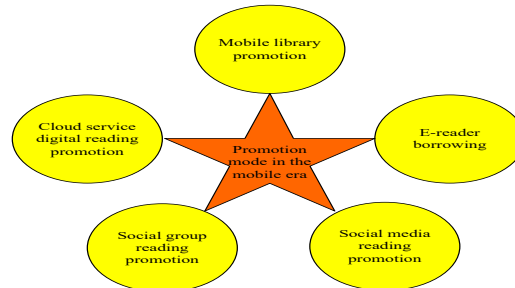 Mobile library
promotion
Cloud service
digital reading
promotion
E-reader
borrowing
Promotion
mode in the
mobile era
Social group
reading
promotion
Social media
reading
promotion